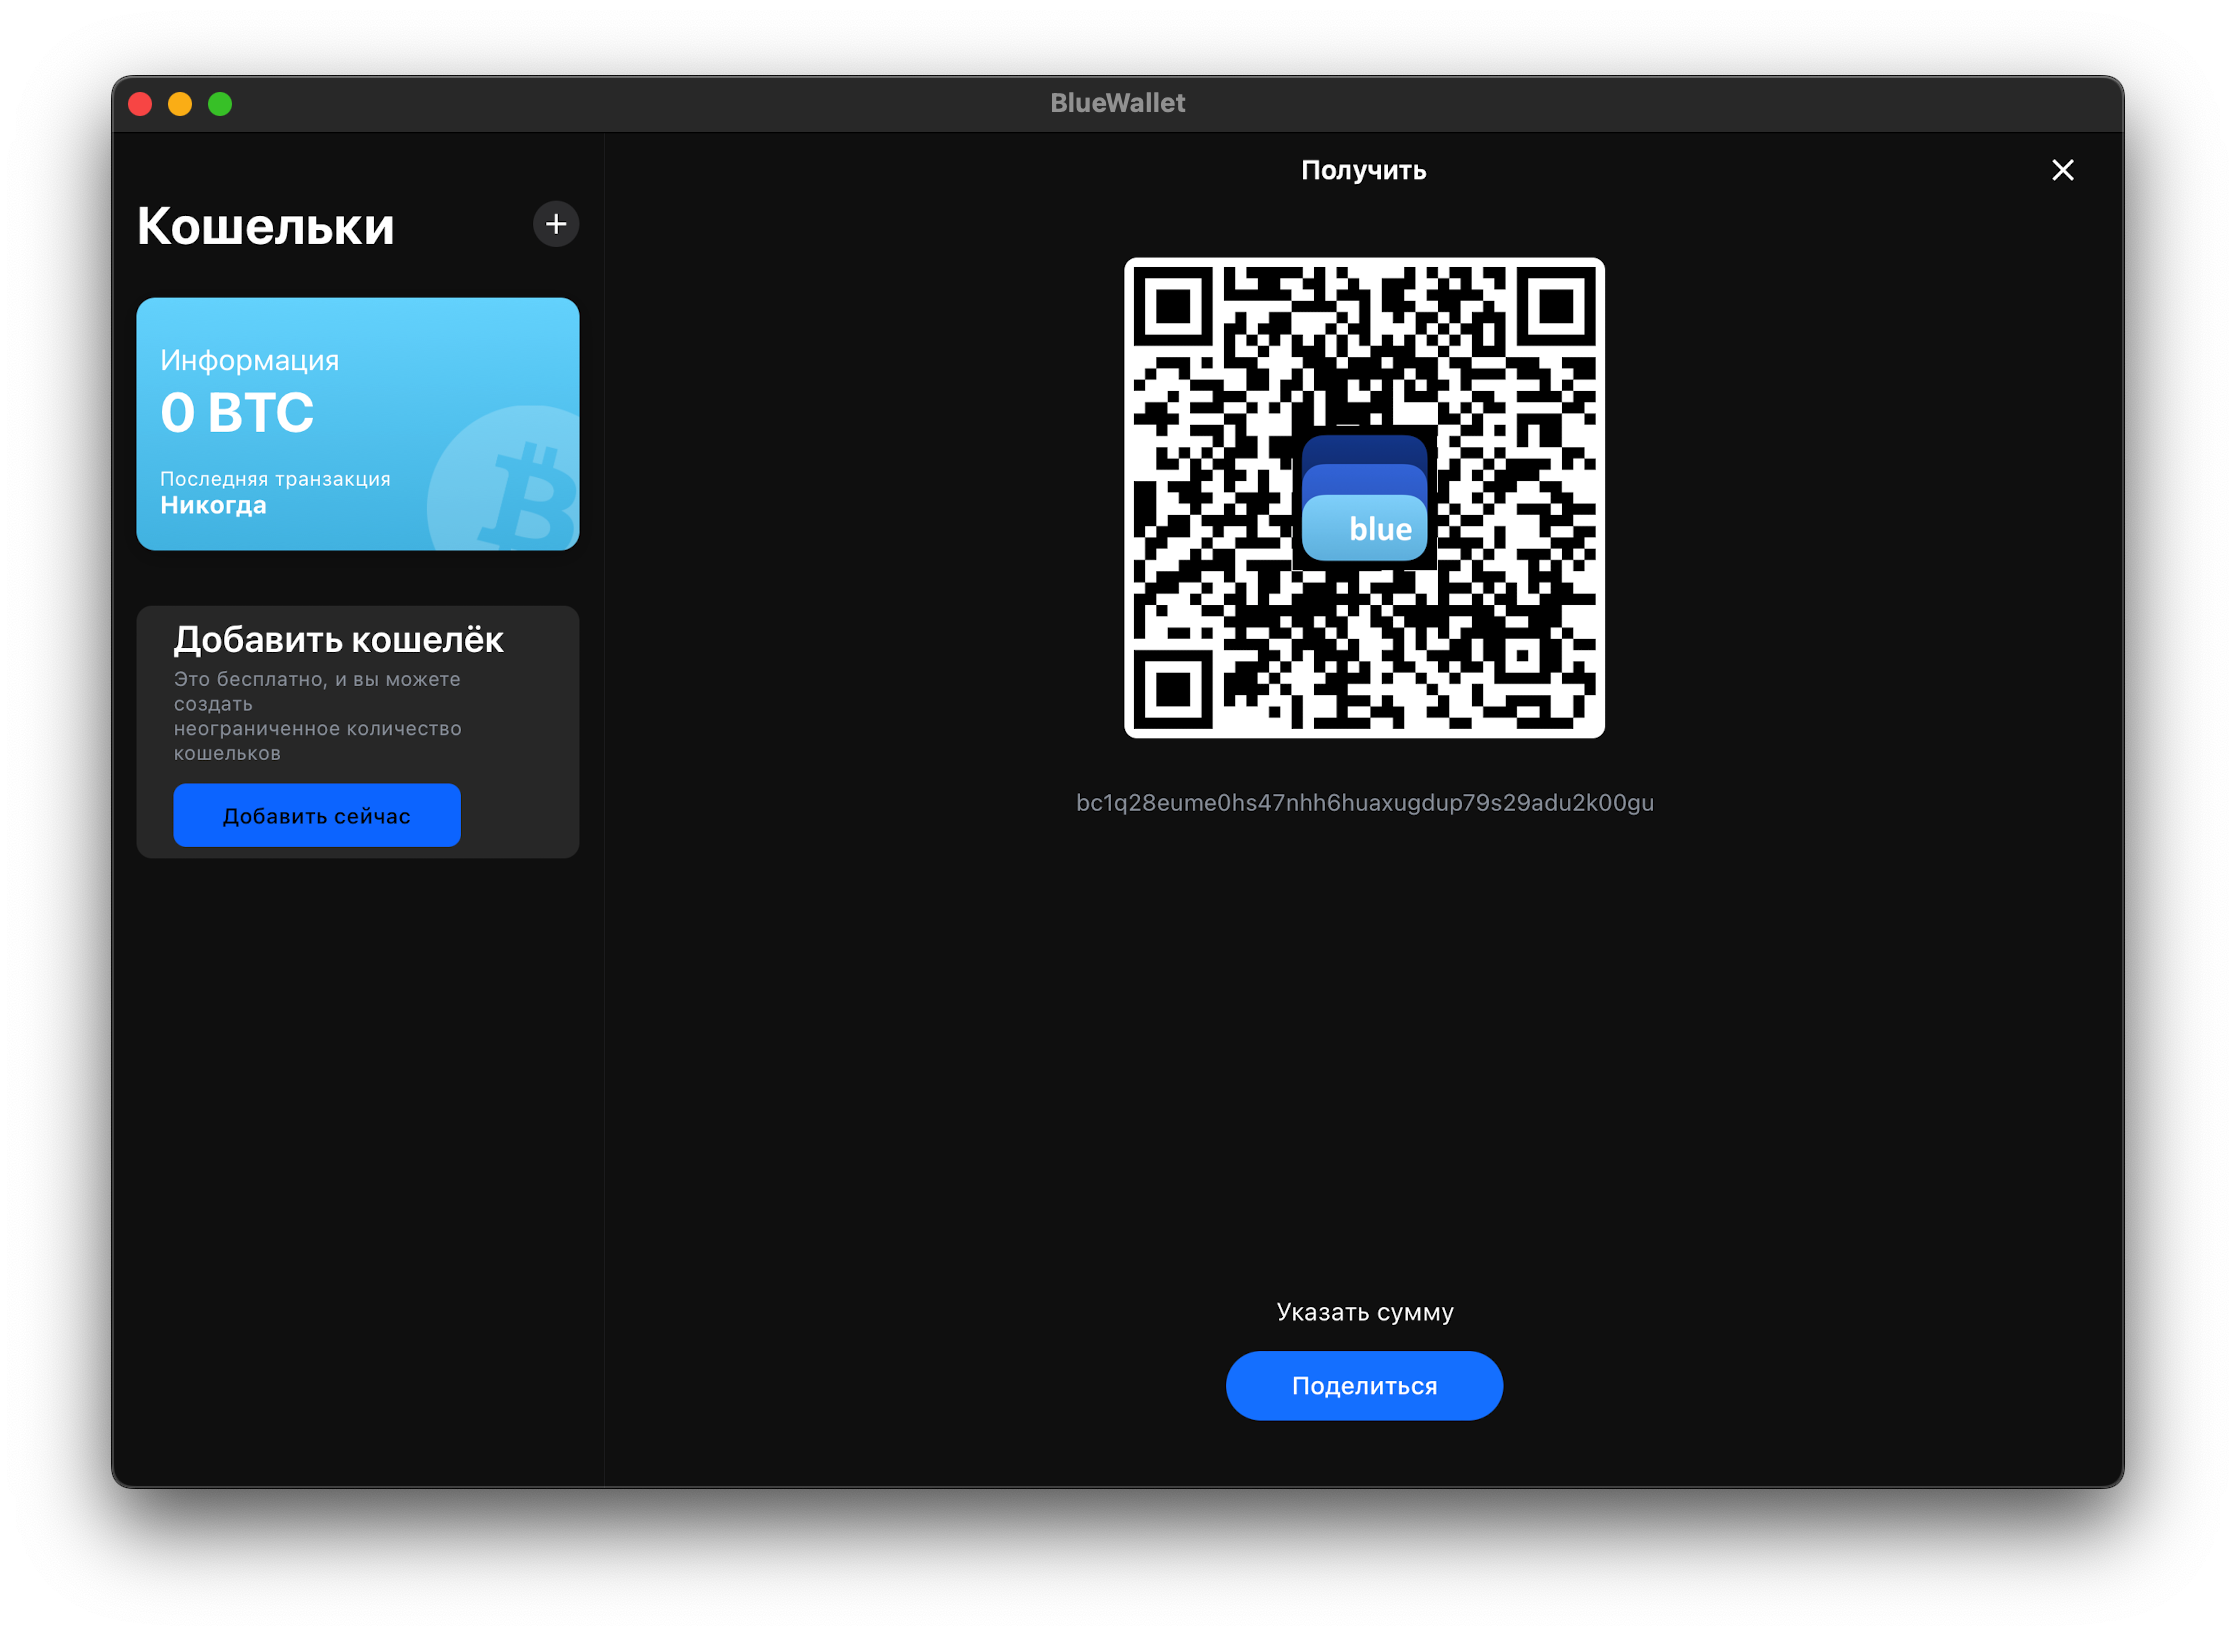 BlueWallet
Кошельки
Информация
0 BTC
Последняя транзакция
Никогда
Добавить кошелёк
Это бесплатно, и вы можете
создать
неограниченное количество
кошельков
Добавить сейчас
Получить
blue
bc1q28eume0hs47nhh6huaxugdup79s29adu2k00gu
Указать сумму
Поделиться